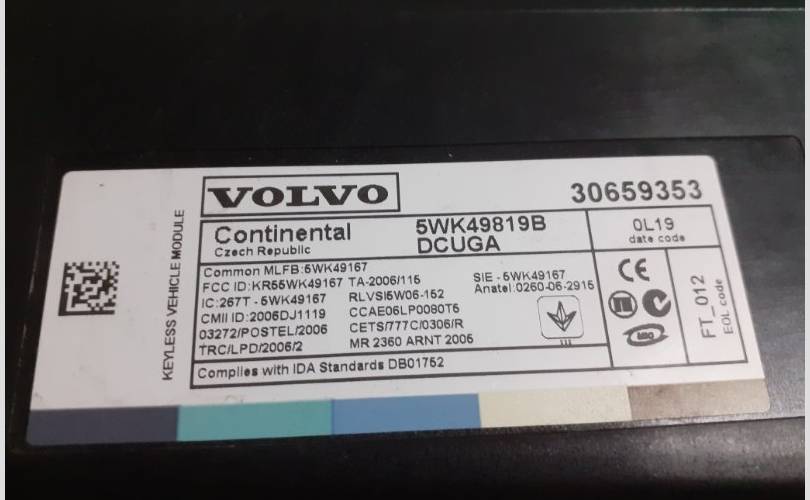 VOLVO
30659353
Continental
Czech Republic
5WK49819B
DCUGA
0L19
date code
Common MLFB:5WK49167
FCC ID:KR55WK49167 TA-2006/115
IC:267T - 5WK49167 RLVSI5W06-152
CMII ID:2006DJ1119 CCAE06LP0080T6
03272/POSTEL/2006 CETS/777C/0306/R
TRC/LPD/2006/2 MR 2360 ARNT 2006
SIE - 5WK49167
Anatel:0260-06-2915
Complies with IDA Standards DB01752
CE
FT_012
EOL code
KEYLESS VEHICLE MODULE